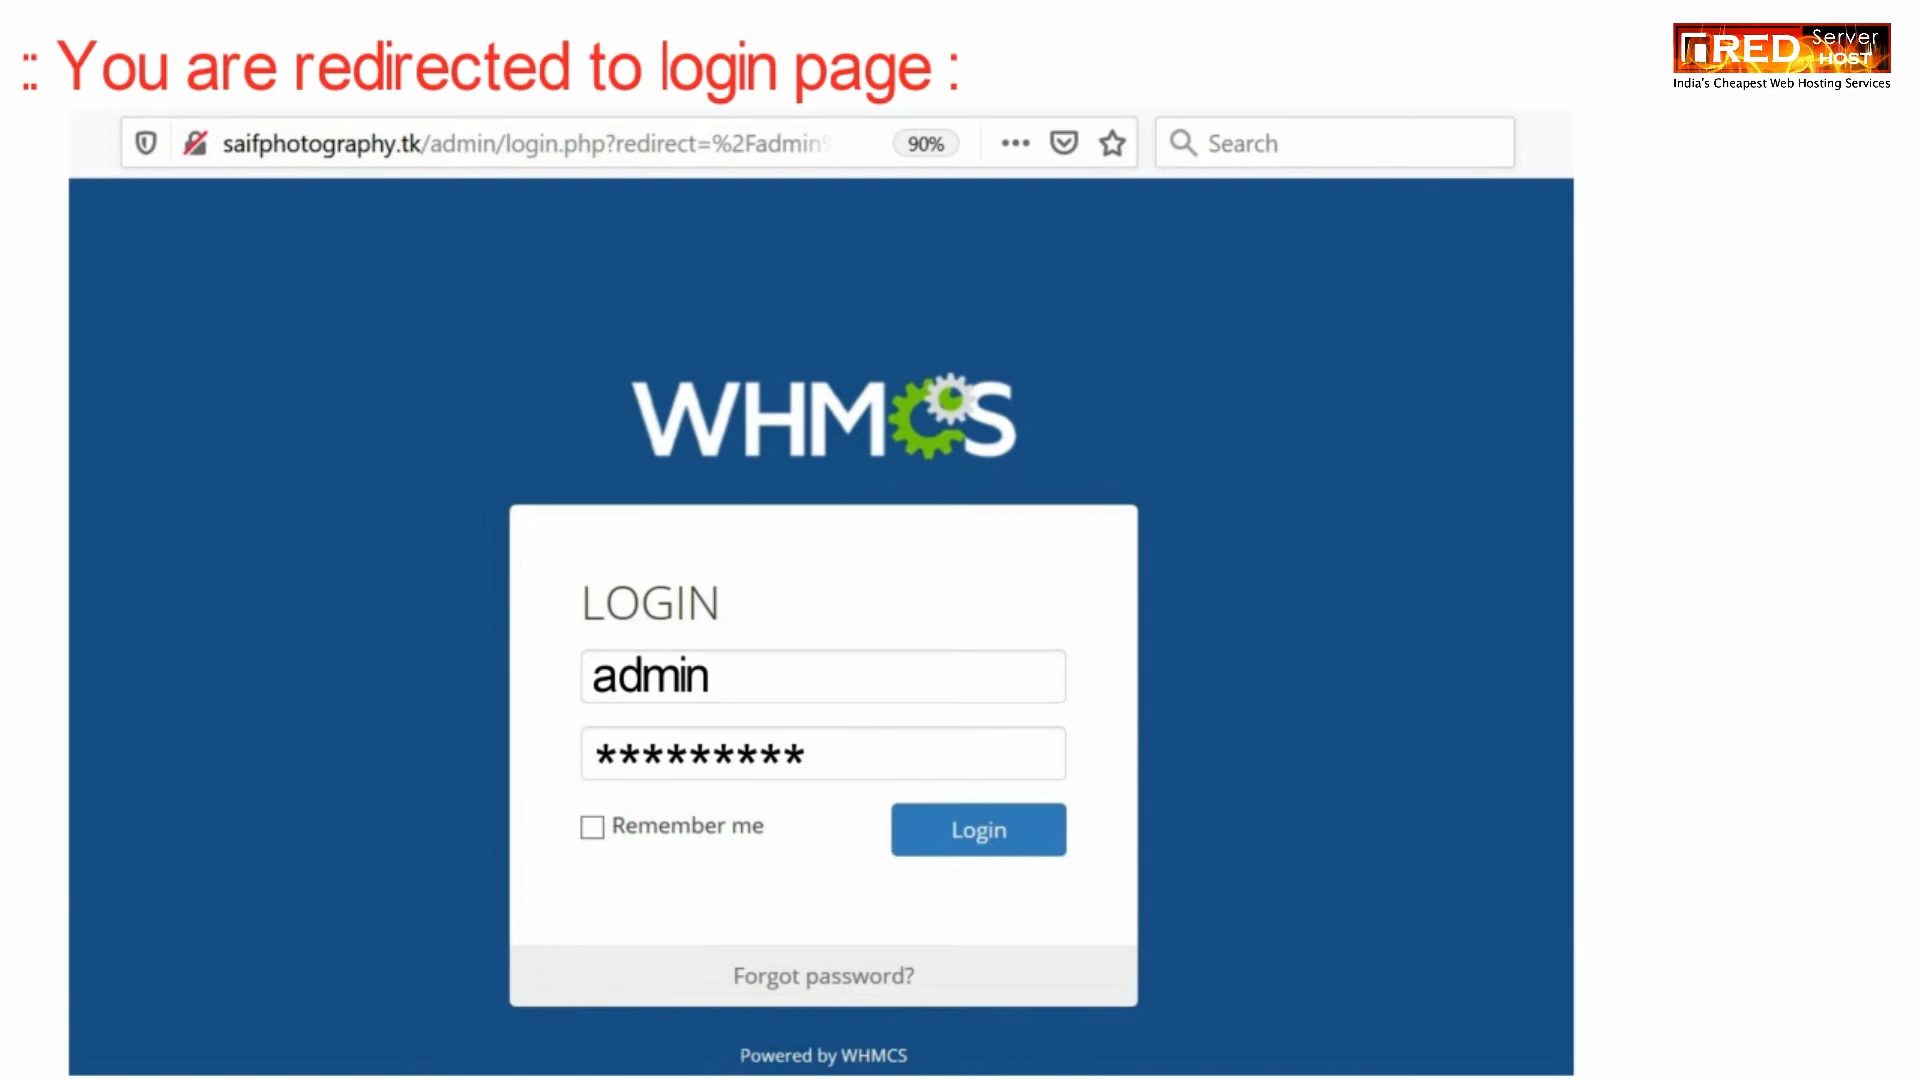 :: You are redirected to login page :
RED Server HOST
India's Cheapest Web Hosting Services
saifphotography.tk/admin/login.php?redirect=%2Fadmin%
90%
Search
WHMCS
LOGIN
admin
*********
Remember me
Login
Forgot password?
Powered by WHMCS